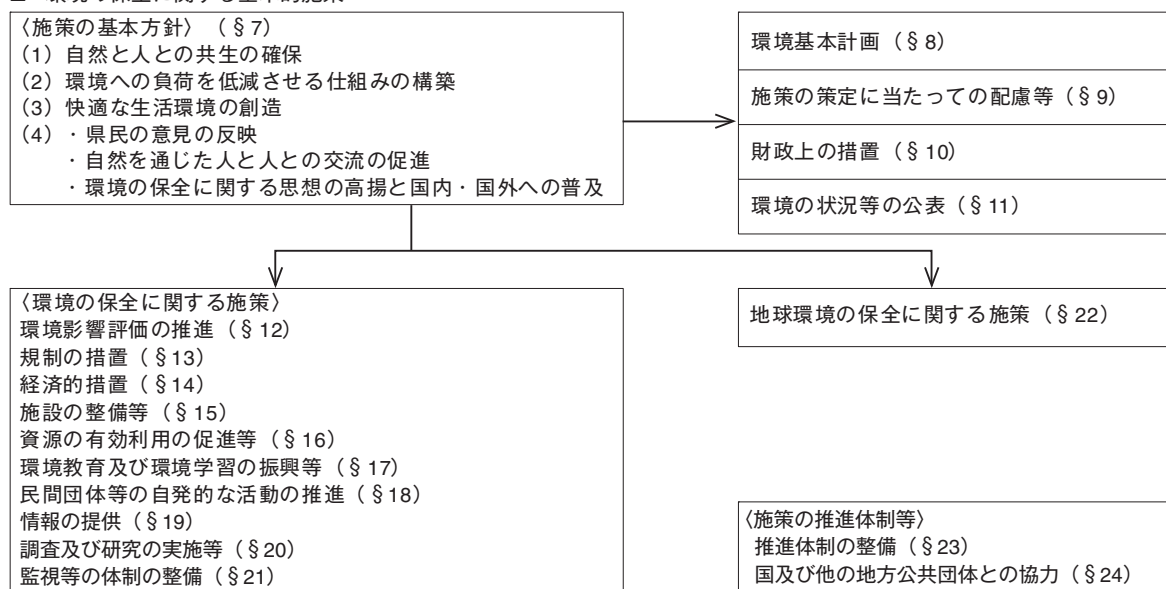 〈施策の基本方針〉（§7）
(1) 自然と人との共生の確保
(2) 環境への負荷を低減させる仕組みの構築
(3) 快適な生活環境の創造
(4) ・県民の意見の反映
・自然を通じた人と人との交流の促進
・環境の保全に関する思想の高揚と国内・国外への普及
環境基本計画（§8）
施策の策定に当たっての配慮等（§9）
財政上の措置（§10）
環境の状況等の公表（§11）
〈環境の保全に関する施策〉
環境影響評価の推進（§12）
規制の措置（§13）
経済的措置（§14）
施設の整備等（§15）
資源の有効利用の促進等（§16）
環境教育及び環境学習の振興等（§17）
民間団体等の自発的な活動の推進（§18）
情報の提供（§19）
調査及び研究の実施等（§20）
監視等の体制の整備（§21）
地球環境の保全に関する施策（§22）
〈施策の推進体制等〉
推進体制の整備（§23）
国及び他の地方公共団体との協力（§24）